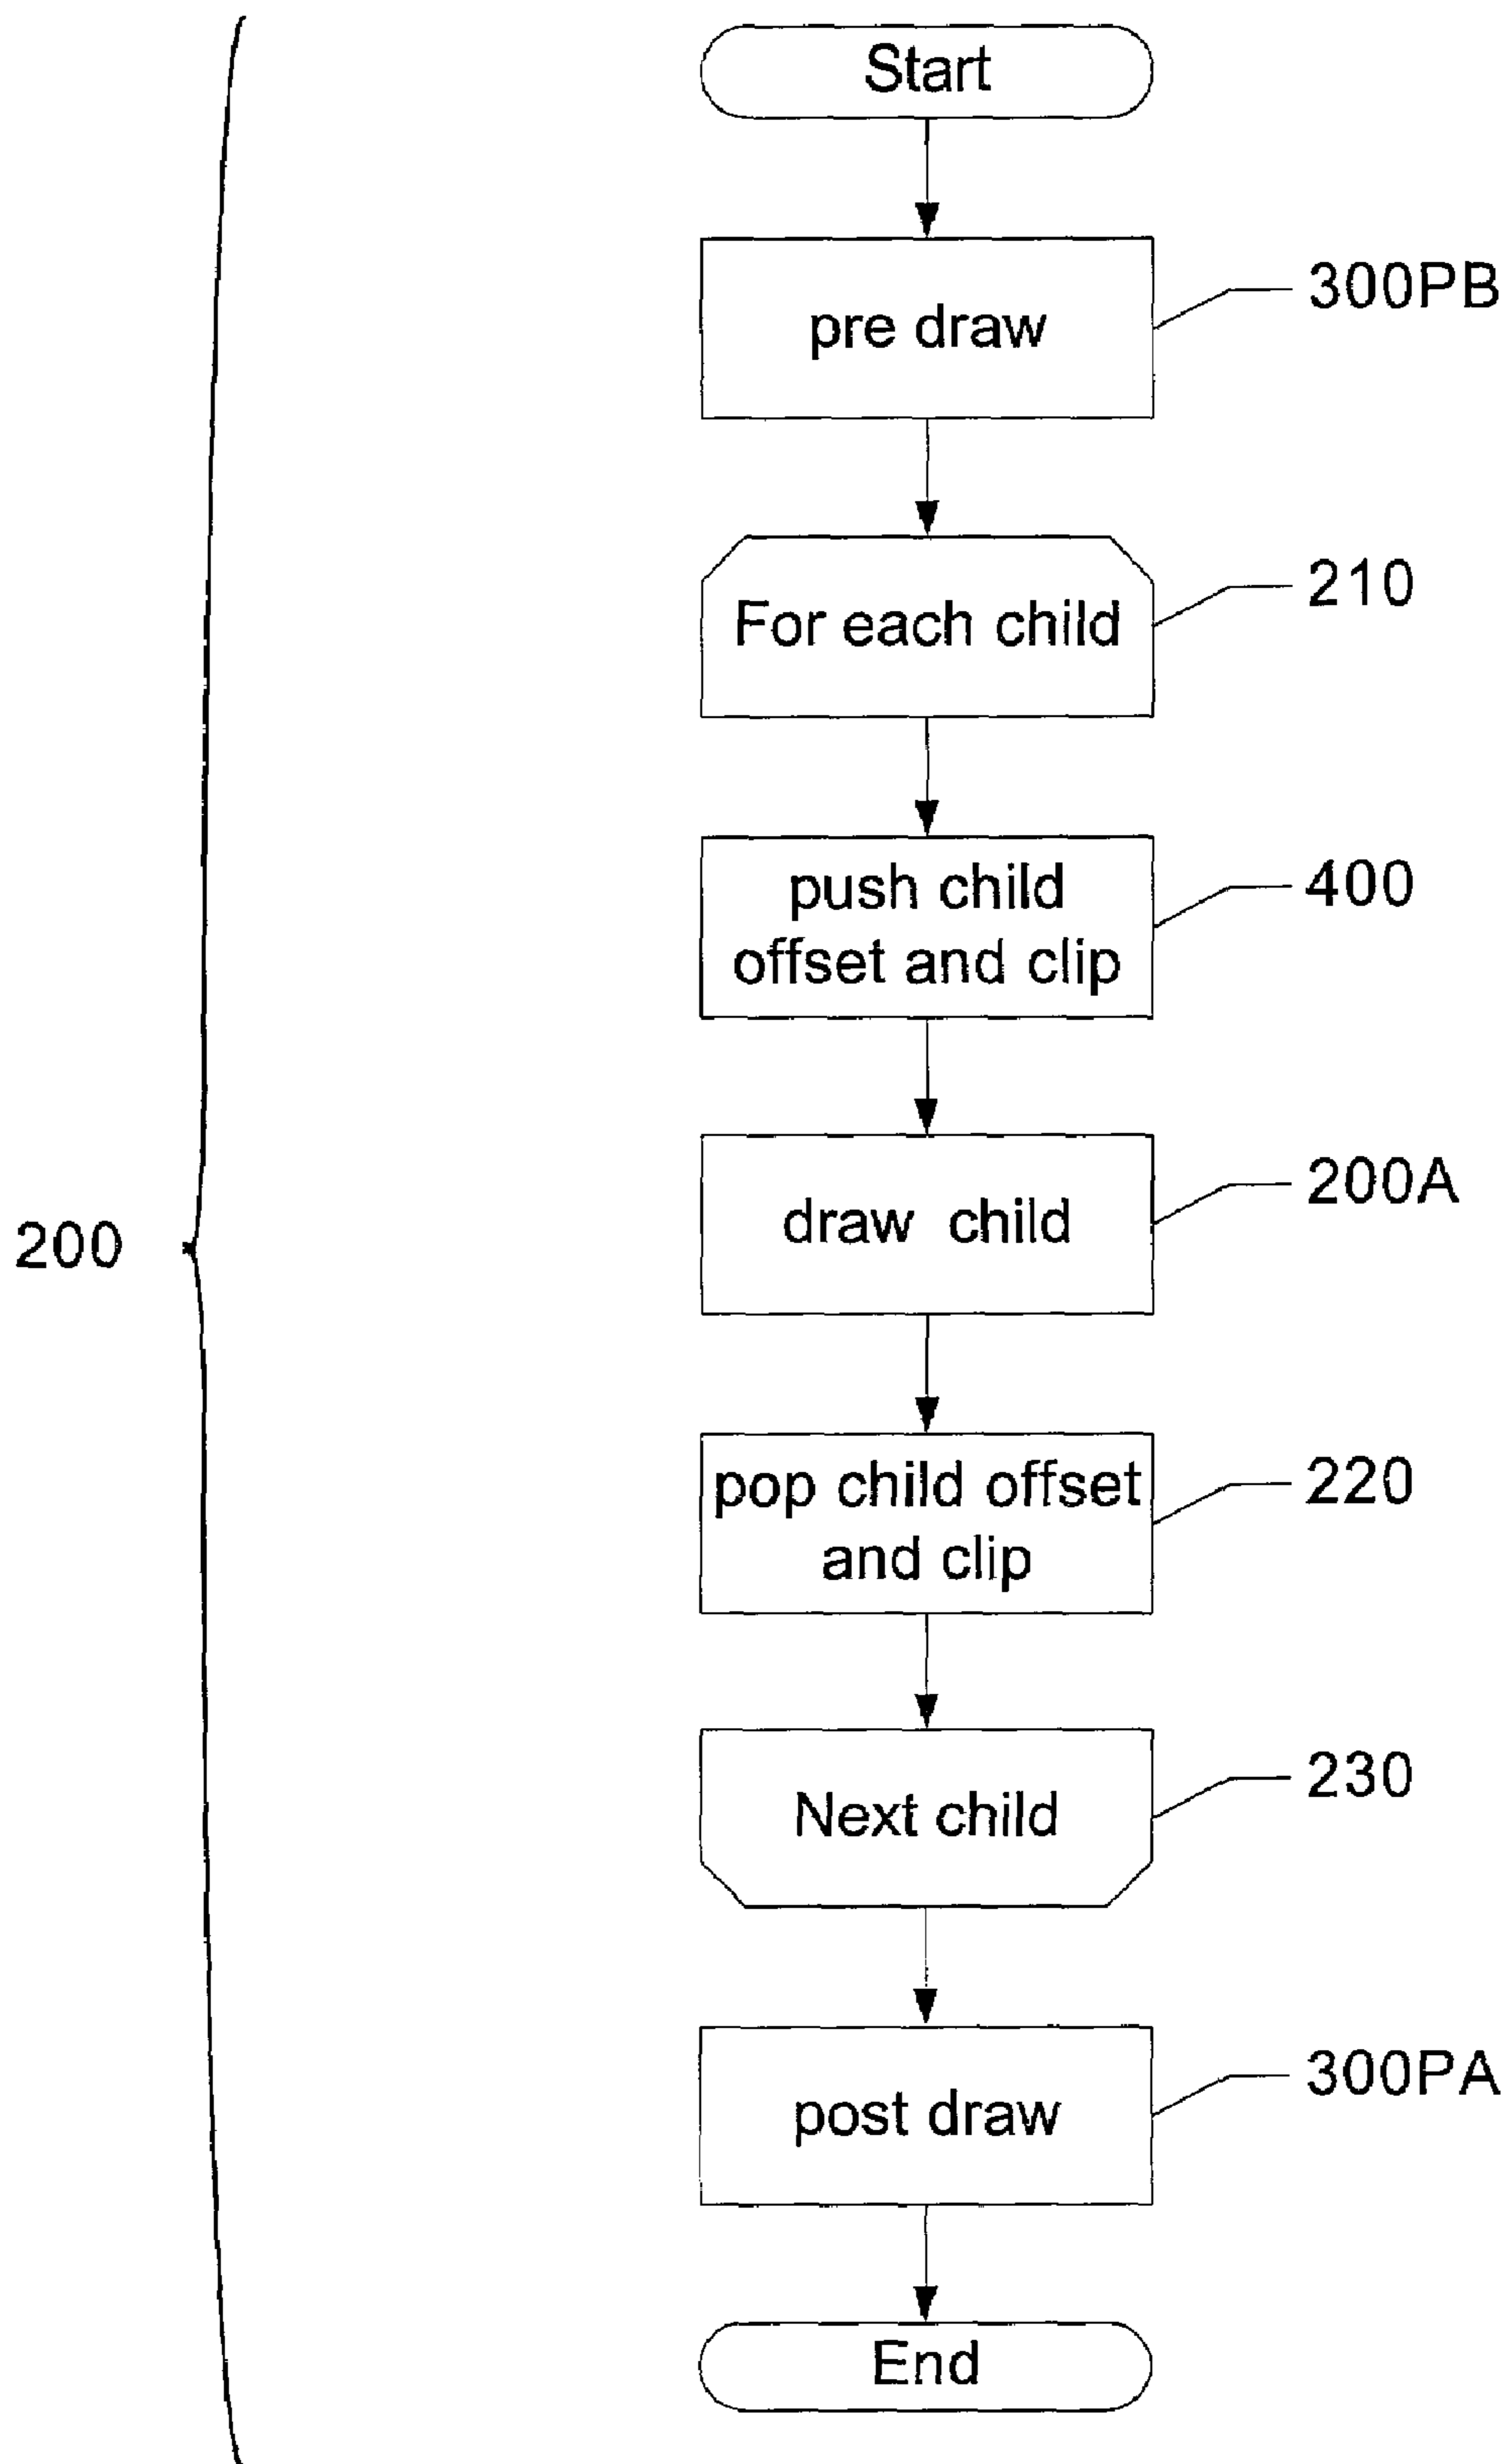 Start
pre draw
300PB
For each child
210
push child
offset and clip
400
draw child
200A
200
pop child offset
and clip
220
Next child
230
post draw
300PA
End